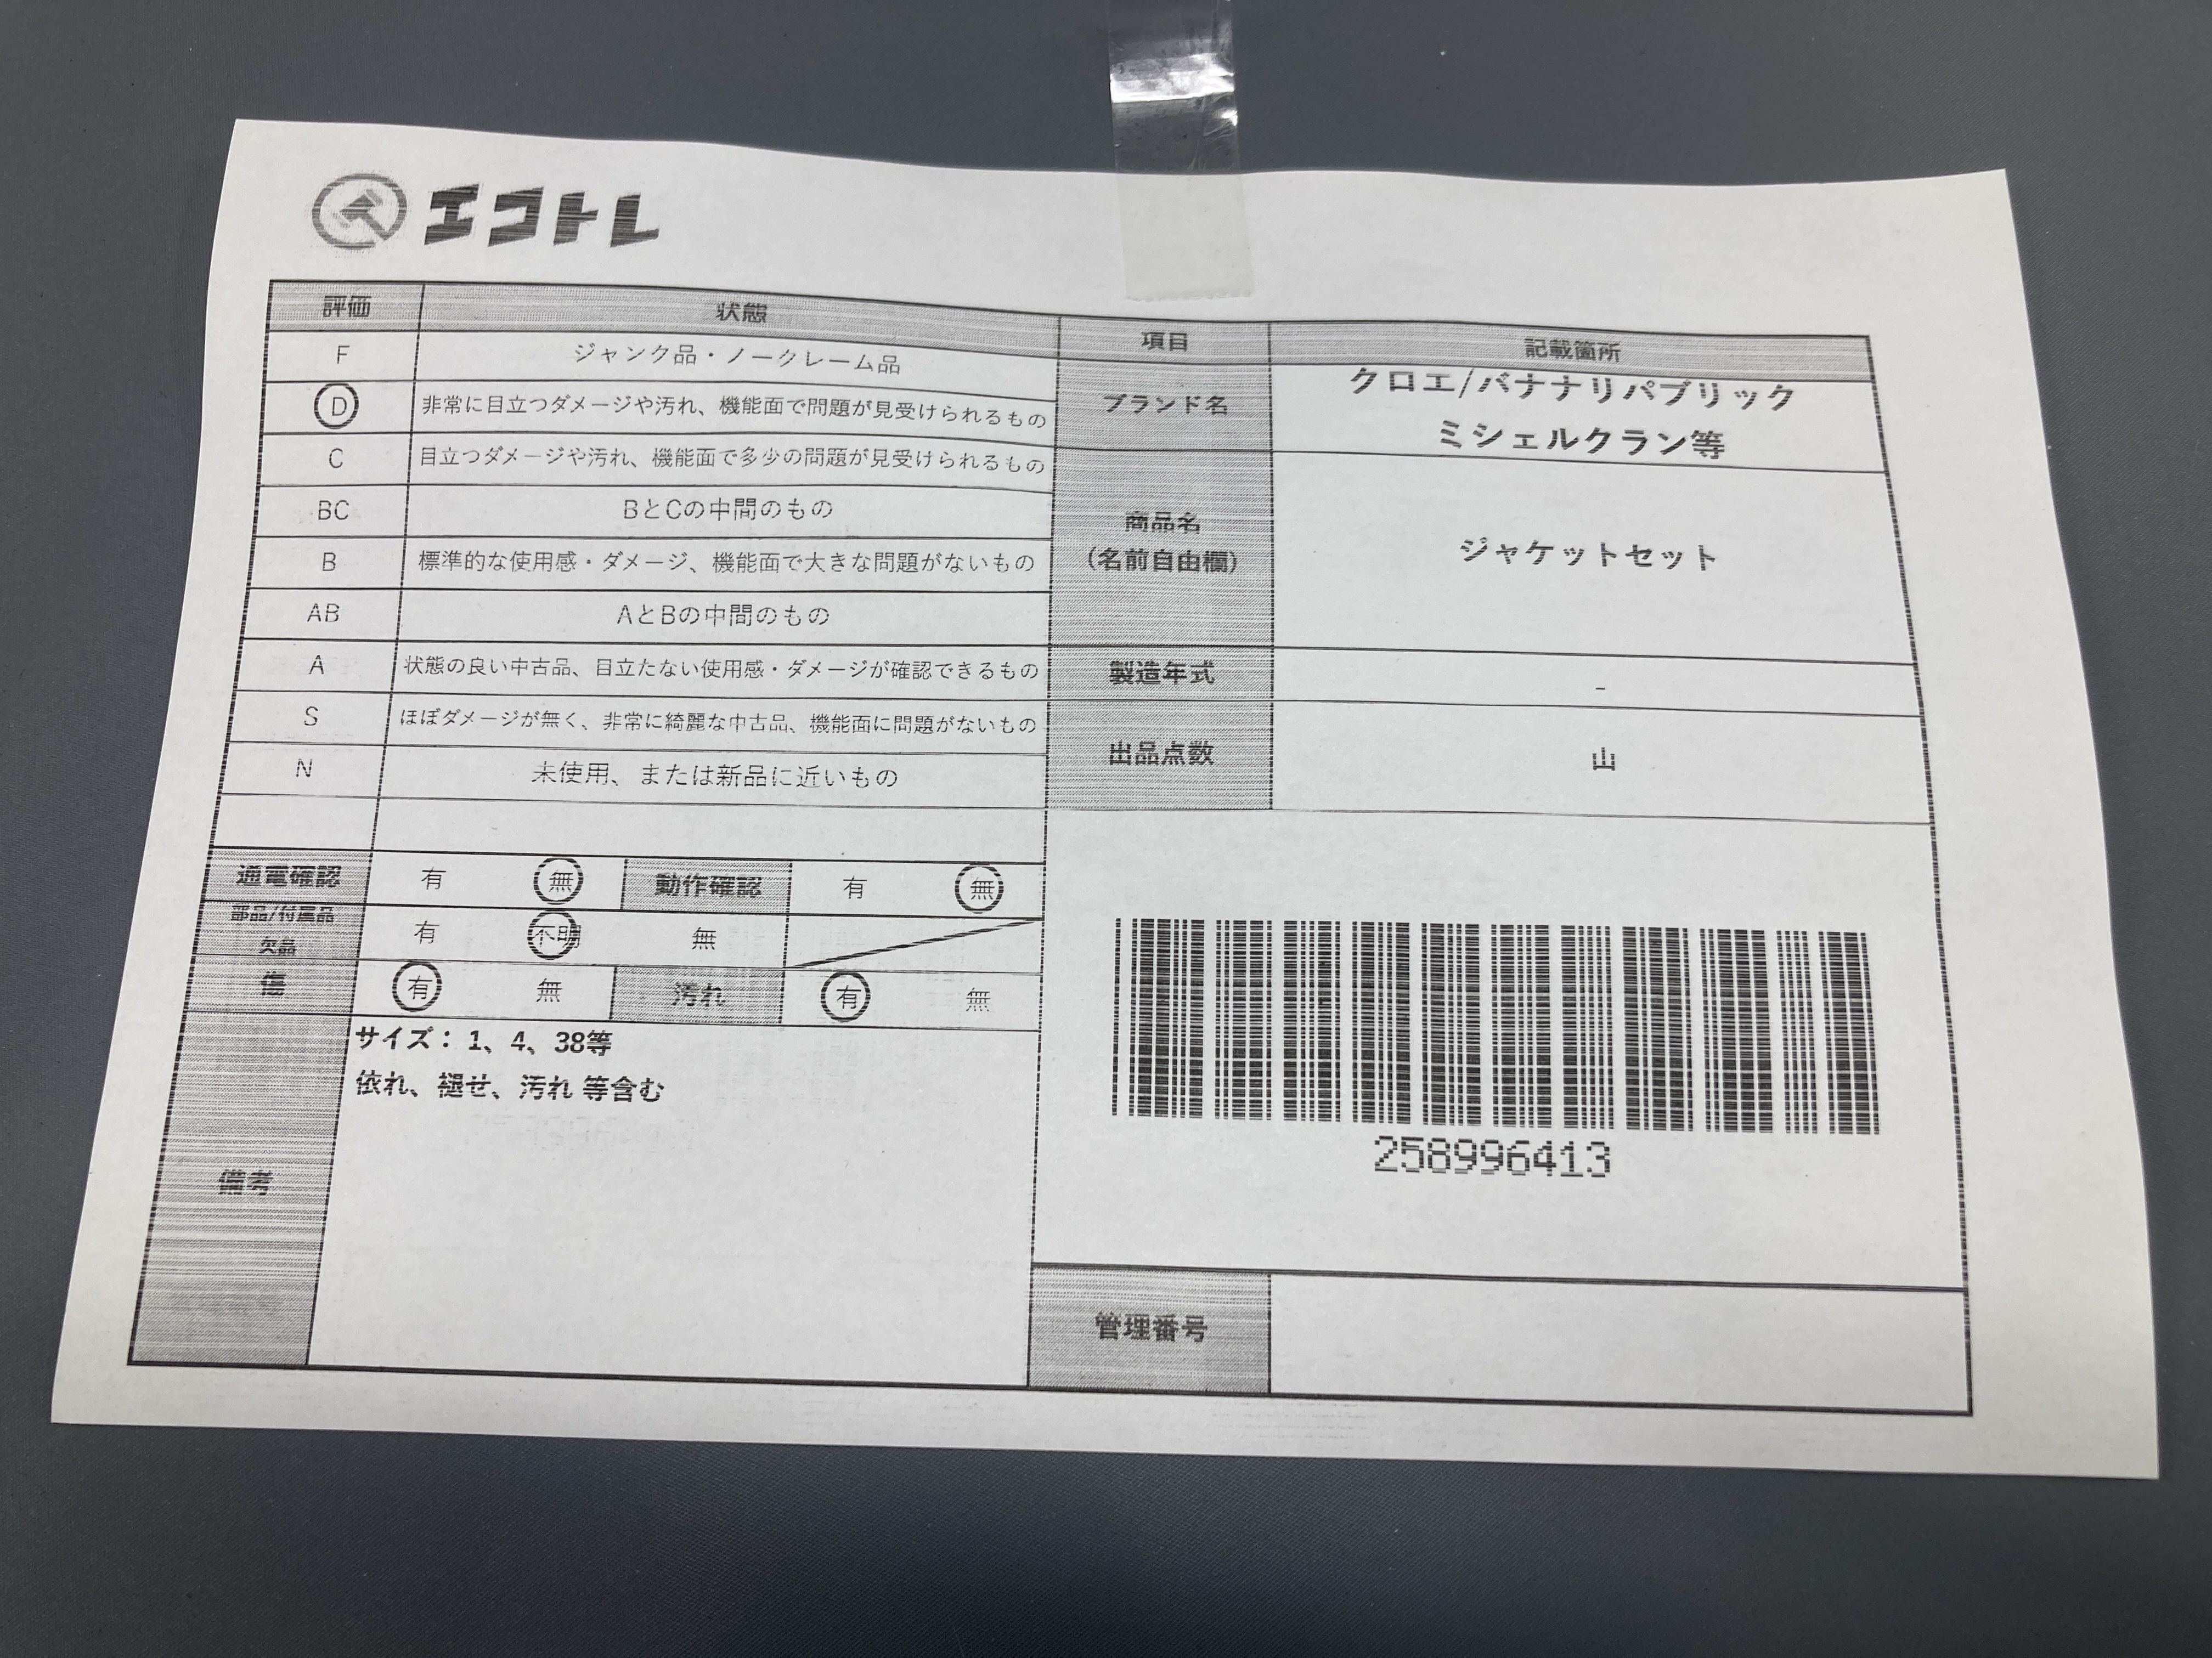 エコトレ
評価 状態
F ジャンク品・ノークレーム品
D 非常に目立つダメージや汚れ、機能面で問題が見受けられるもの
C 目立つダメージや汚れ、機能面で多少の問題が見受けられるもの
BC BとCの中間のもの
B 標準的な使用感・ダメージ、機能面で大きな問題がないもの
AB AとBの中間のもの
A 状態の良い中古品、目立たない使用感・ダメージが確認できるもの
S ほぼダメージが無く、非常に綺麗な中古品、機能面に問題がないもの
N 未使用、または新品に近いもの
通電確認 有 無 動作確認 有 無
部品/付属品
欠品 有 不明 無
傷 有 無 汚れ 有 無
備考
サイズ： 1、4、38等
依れ、褪せ、汚れ 等含む
項目 記載箇所
ブランド名
クロエ/バナナリパブリック
ミシェルクラン等
商品名
（名前自由欄）
ジャケットセット
製造年式 -
出品点数 山
258996413
管理番号